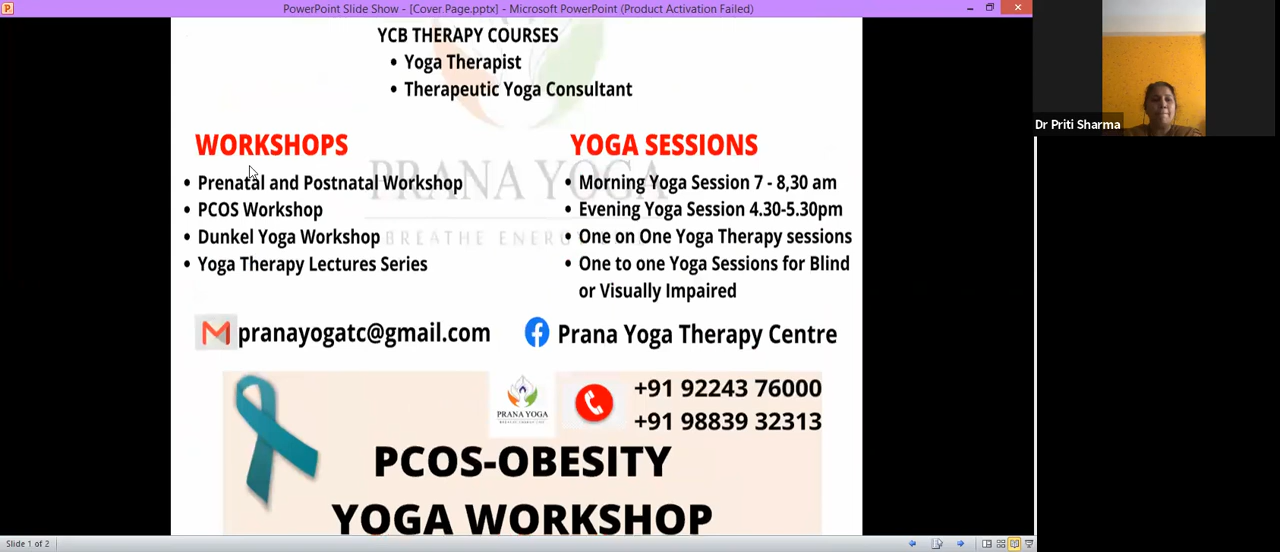 PowerPoint Slide Show - [Cover Page.pptx] - Microsoft PowerPoint (Product Activation Failed)
YCB THERAPY COURSES
• Yoga Therapist
• Therapeutic Yoga Consultant
Dr Priti Sharma
WORKSHOPS
• Prenatal and Postnatal Workshop
• PCOS Workshop
• Dunkel Yoga Workshop
• Yoga Therapy Lectures Series
YOGA SESSIONS
• Morning Yoga Session 7 - 8,30 am
• Evening Yoga Session 4.30-5.30pm
• One on One Yoga Therapy sessions
• One to one Yoga Sessions for Blind
or Visually Impaired
PRANA YOGA
BREATHE ENERG
pranayogatc@gmail.com
Prana Yoga Therapy Centre
PRANA YOGA
+91 92243 76000
+91 98839 32313
PCOS-OBESITY
YOGA WORKSHOP
Slide 1 of 2